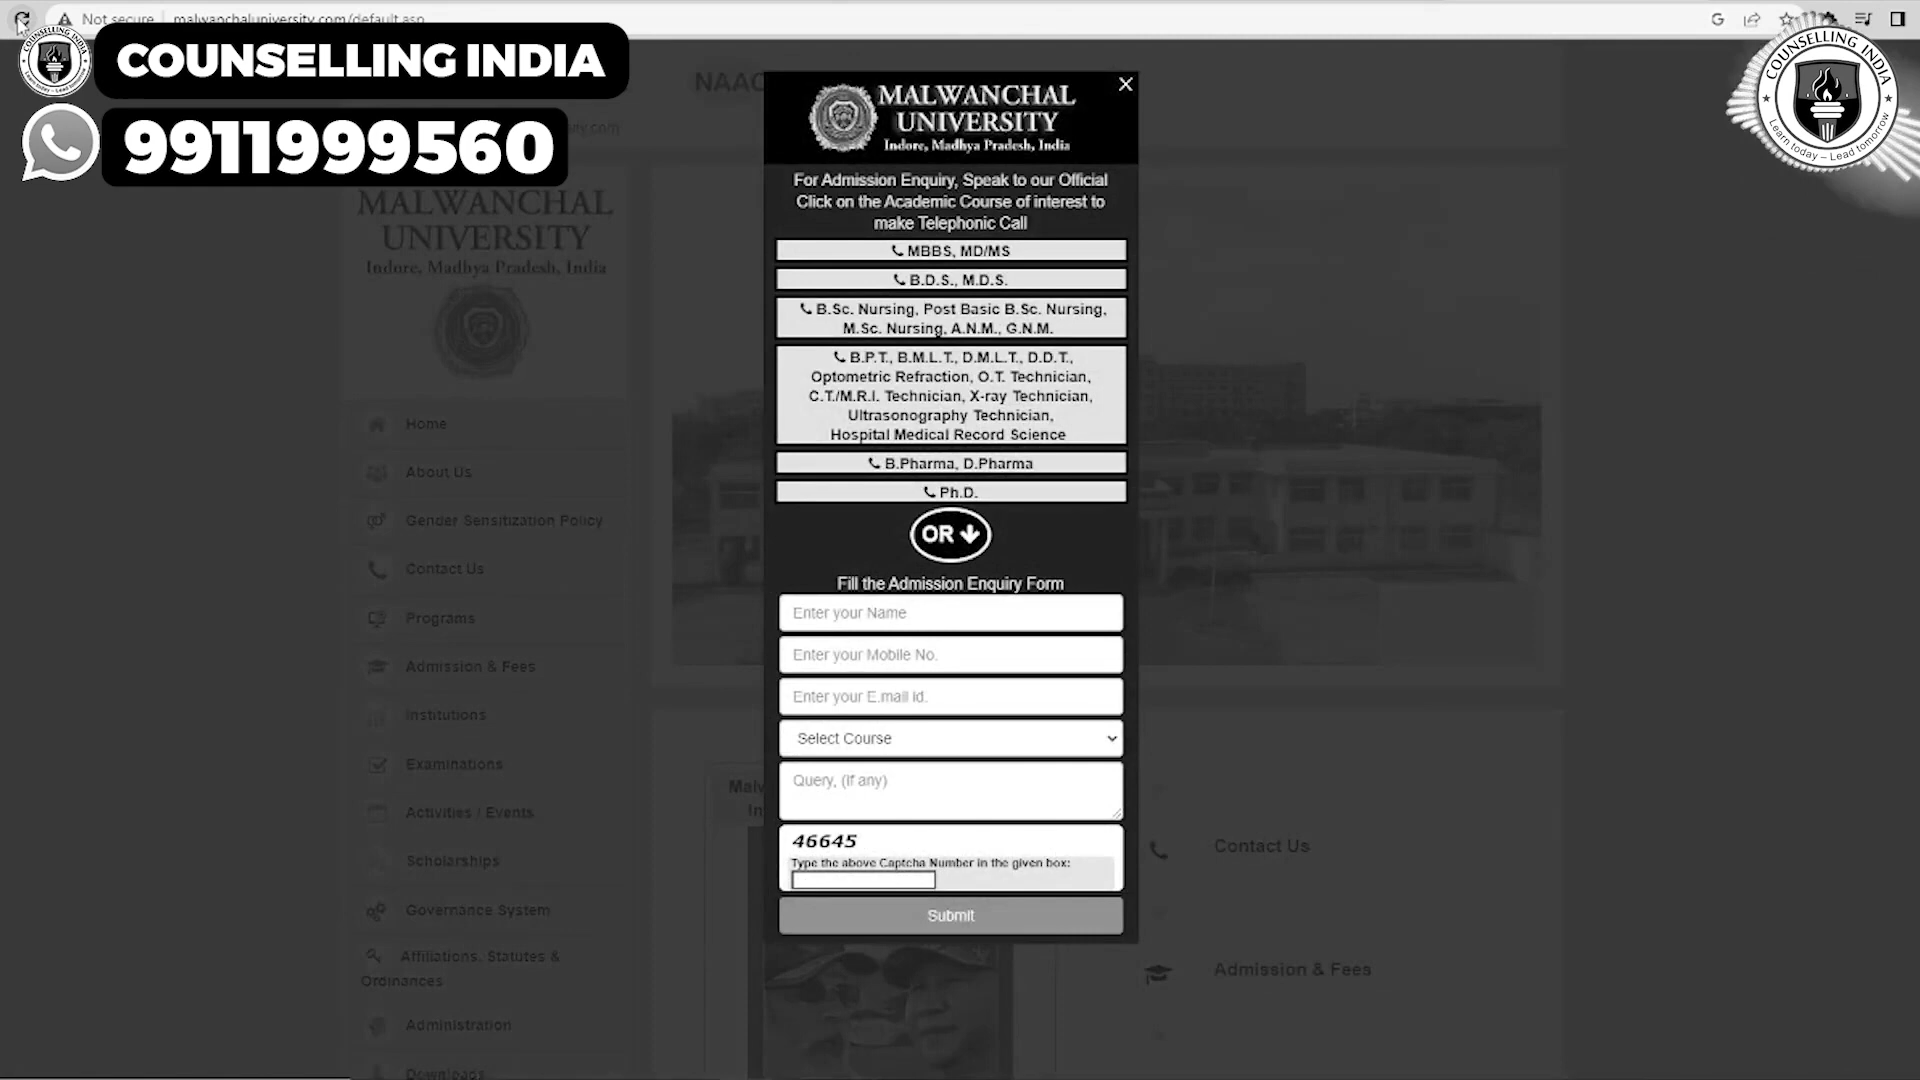 Not secure
malwanchaluniversity.com/default.asp
COUNSELLING INDIA
9911999560
COUNSELLING INDIA
Learn today – Lead tomorrow
NAAC
MALWANCHAL
UNIVERSITY
Indore, Madhya Pradesh, India
Home
About Us
Gender Sensitization Policy
Contact Us
Programs
Admission & Fees
Institutions
Examinations
Activities / Events
Scholarships
Governance System
Affiliations, Statutes &
Ordinances
Administration
Downloads
MALWANCHAL
UNIVERSITY
Indore, Madhya Pradesh, India
For Admission Enquiry, Speak to our Official
Click on the Academic Course of interest to
make Telephonic Call
MBBS, MD/MS
B.D.S., M.D.S.
B.Sc. Nursing, Post Basic B.Sc. Nursing,
M.Sc. Nursing, A.N.M., G.N.M.
B.P.T., B.M.L.T., D.M.L.T., D.D.T.,
Optometric Refraction, O.T. Technician,
C.T./M.R.I. Technician, X-ray Technician,
Ultrasonography Technician,
Hospital Medical Record Science
B.Pharma, D.Pharma
Ph.D.
OR
Fill the Admission Enquiry Form
Enter your Name
Enter your Mobile No.
Enter your E.mail id.
Select Course
Query, (if any)
46645
Type the above Captcha Number in the given box:
Submit
Contact Us
Admission & Fees